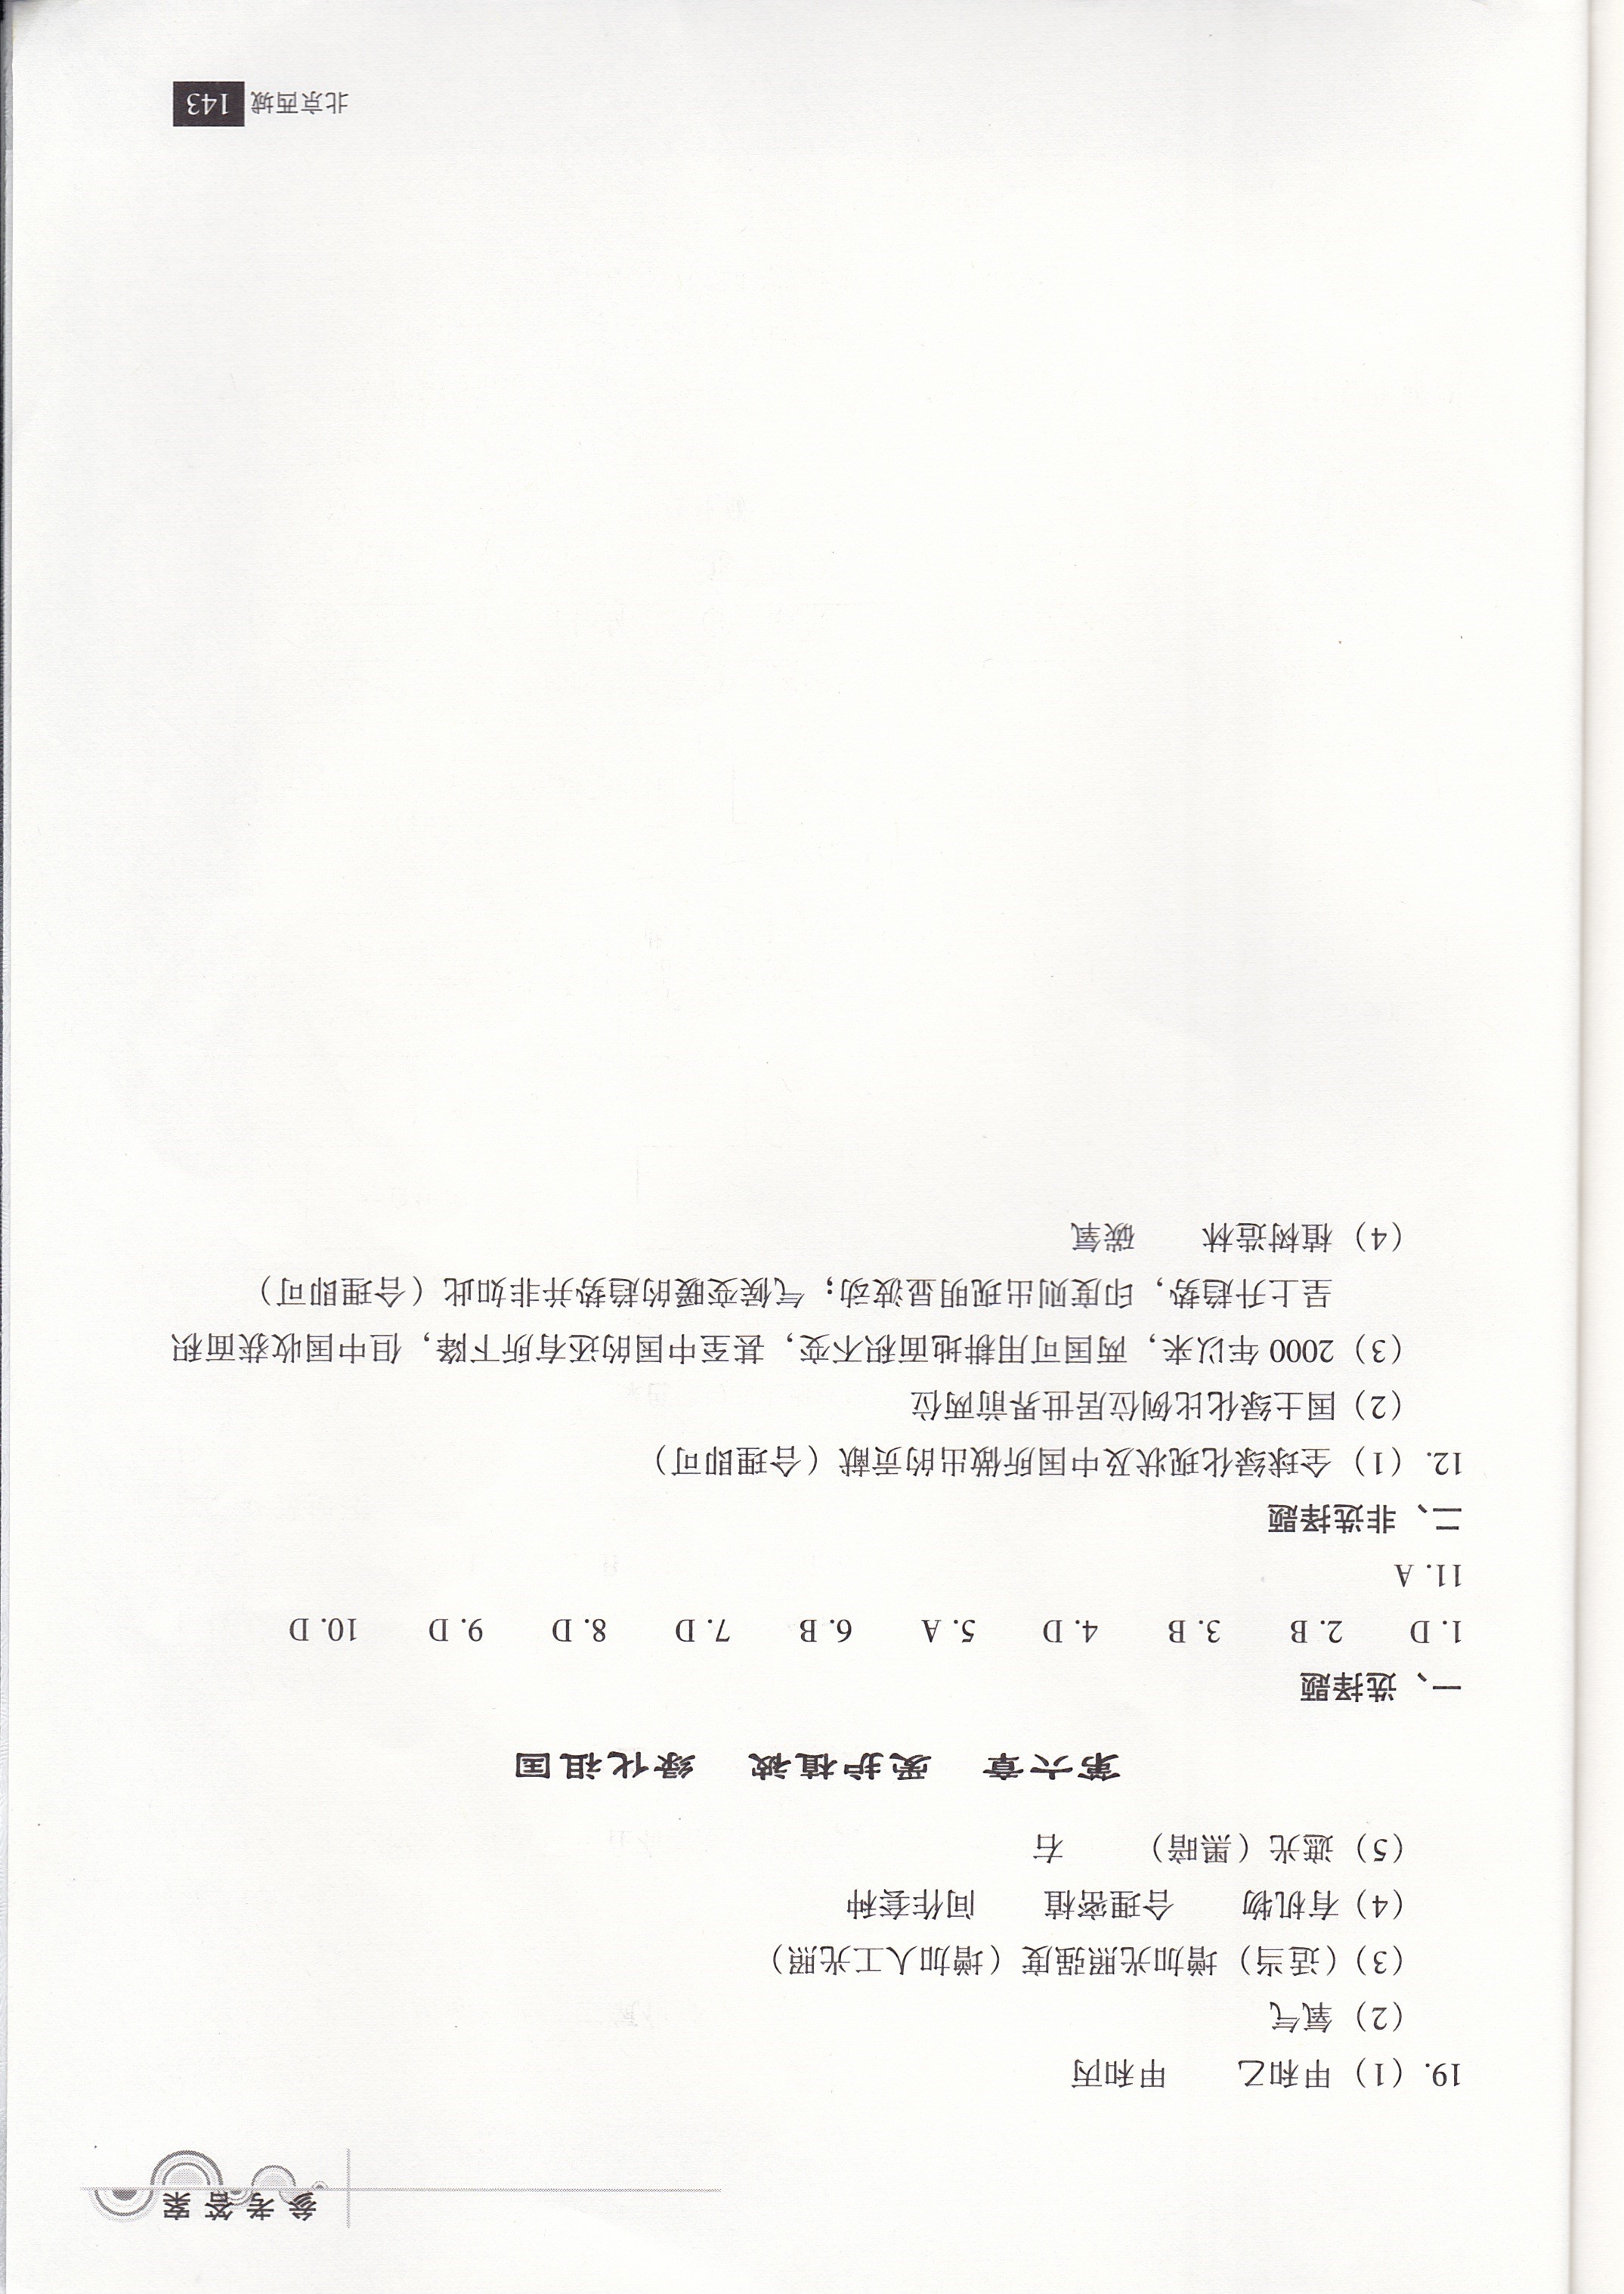 参考答案
19. （1）甲和乙　　甲和丙
（2）氧气
（3）（适当）增加光照强度（增加人工光照）
（4）有机物　　合理密植　　间作套种
（5）遮光（黑暗）　　右
第六章　爱护植被　绿化祖国
一、选择题
1. D　　2. B　　3. B　　4. D　　5. A　　6. B　　7. D　　8. D　　9. D　　10. D
11. A
二、非选择题
12. （1）全球绿化现状及中国所做出的贡献（合理即可）
（2）国土绿化比例位居世界前两位
（3）2000 年以来，两国可用耕地面积不变，甚至中国的还有所下降，但中国收获面积
呈上升趋势，印度则出现明显波动；气候变暖的趋势并非如此（合理即可）
（4）植树造林　　碳氧
北京西城 143